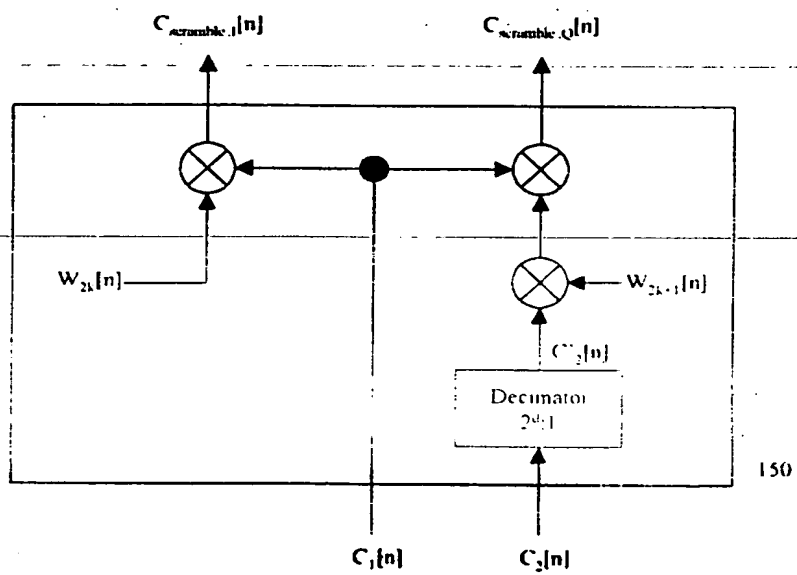 C_scramble,I[n] C_scramble,Q[n]
W_2k[n] W_2k+1[n]
C'_2[n]
Decimator
2^d:1
150
C_1[n] C_2[n]